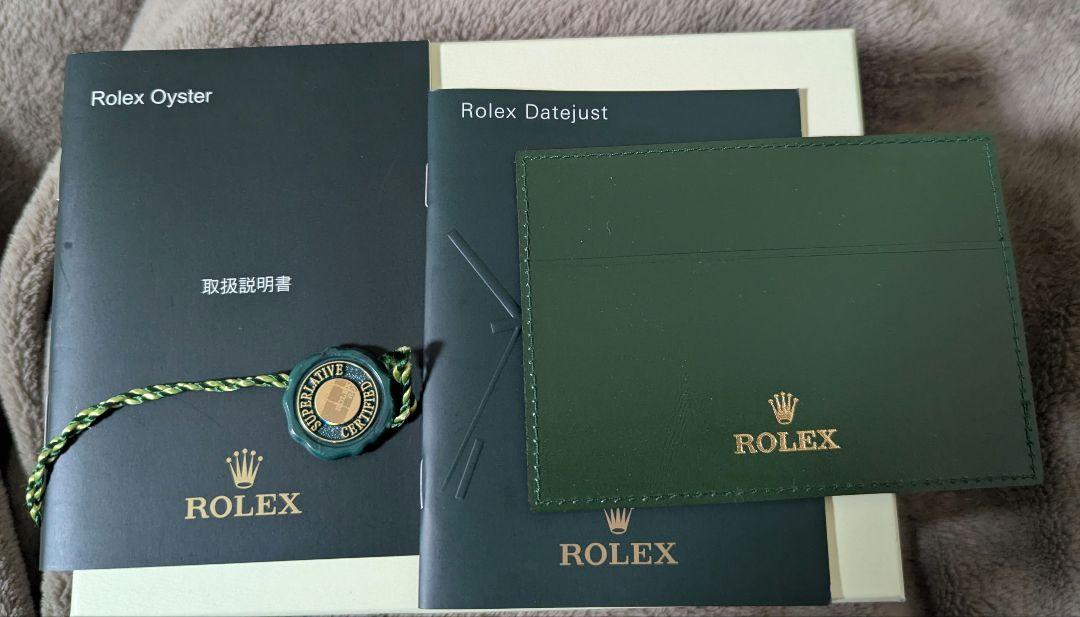 Rolex Oyster
取扱説明書
SUPERLATIVE
CERTIFIED
ROLEX
Rolex Datejust
ROLEX
ROLEX